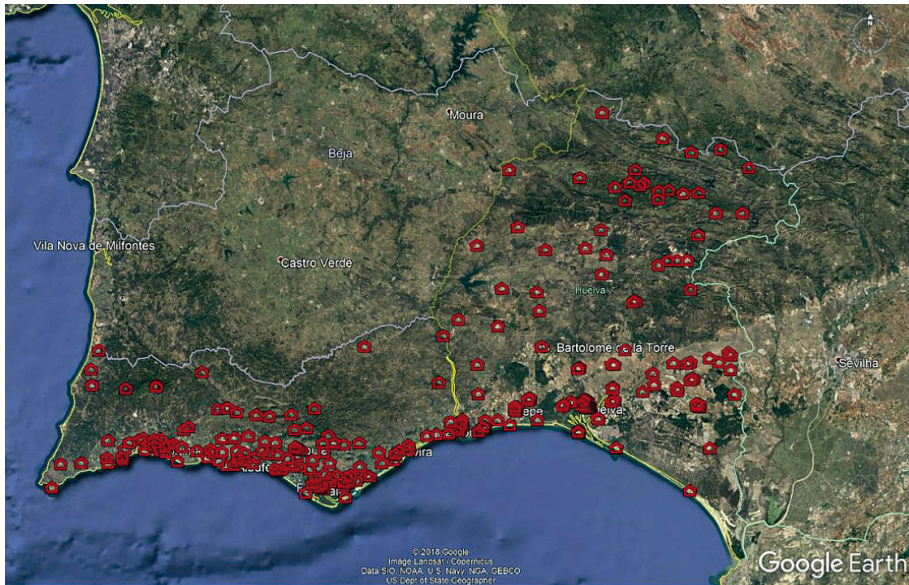 N
Moura
Beja
Vila Nova de Milfontes
Castro Verde
huelva
Bartolomé de la Torre
Sevilha
© 2018 Google
Image Landsat / Copernicus
Data SIO, NOAA, U.S. Navy, NGA, GEBCO
US Dept of State Geographer
Google Earth